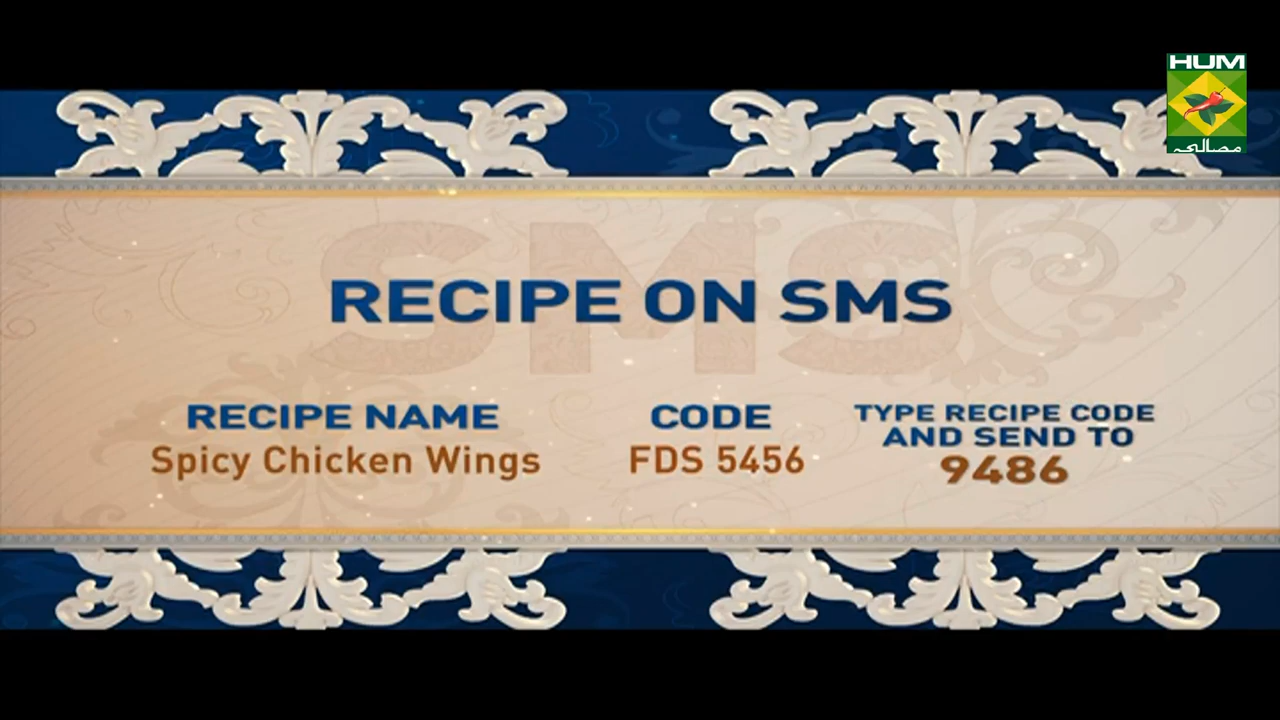 HUM
مصالحہ
SMS
RECIPE ON SMS
RECIPE NAME
Spicy Chicken Wings
CODE
FDS 5456
TYPE RECIPE CODE
AND SEND TO
9486